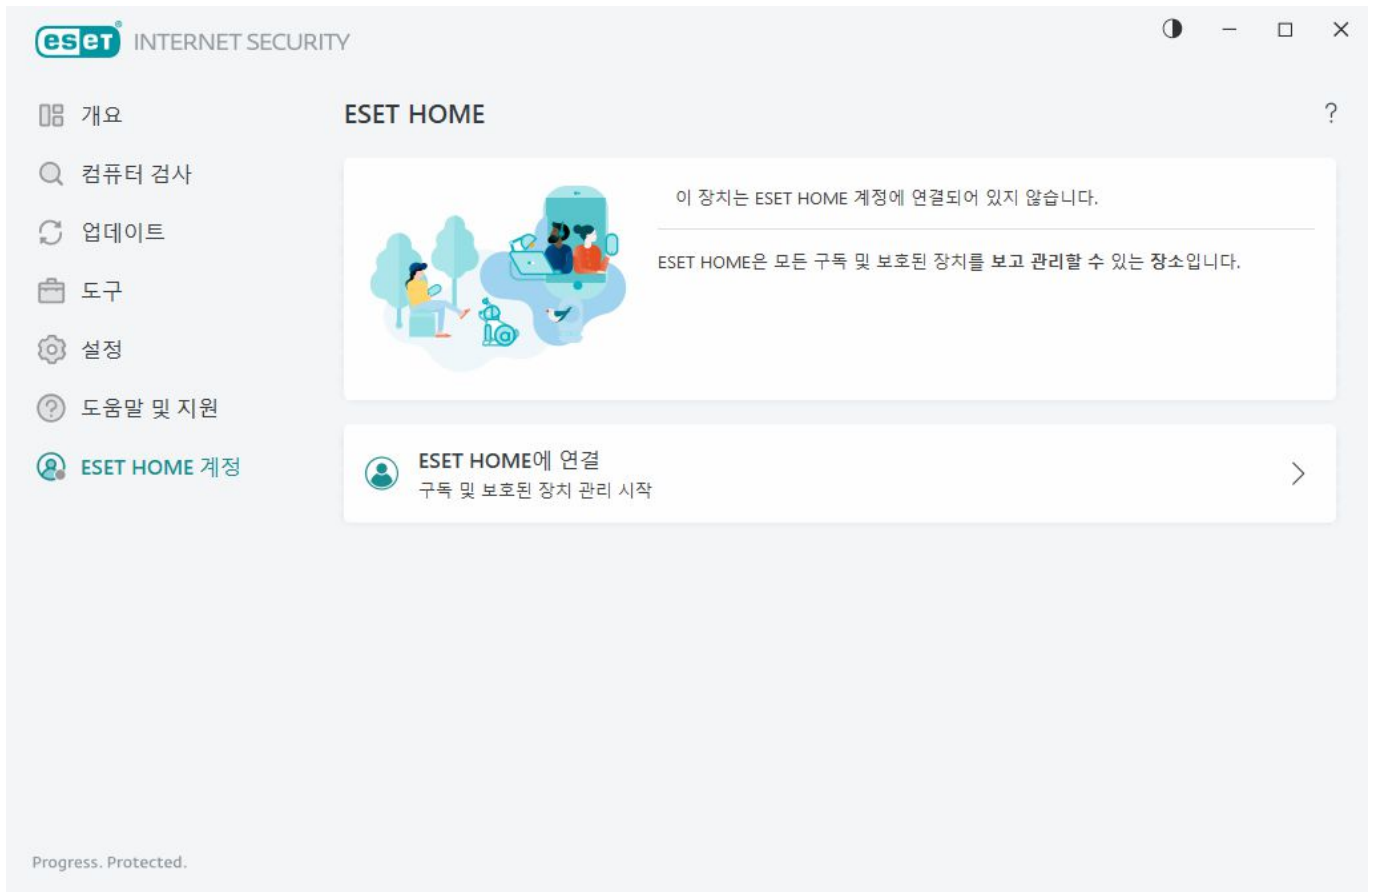 eseT® INTERNET SECURITY
개요
컴퓨터 검사
업데이트
도구
설정
도움말 및 지원
ESET HOME 계정
ESET HOME
?
이 장치는 ESET HOME 계정에 연결되어 있지 않습니다.
ESET HOME은 모든 구독 및 보호된 장치를 보고 관리할 수 있는 장소입니다.
ESET HOME에 연결
구독 및 보호된 장치 관리 시작
Progress. Protected.